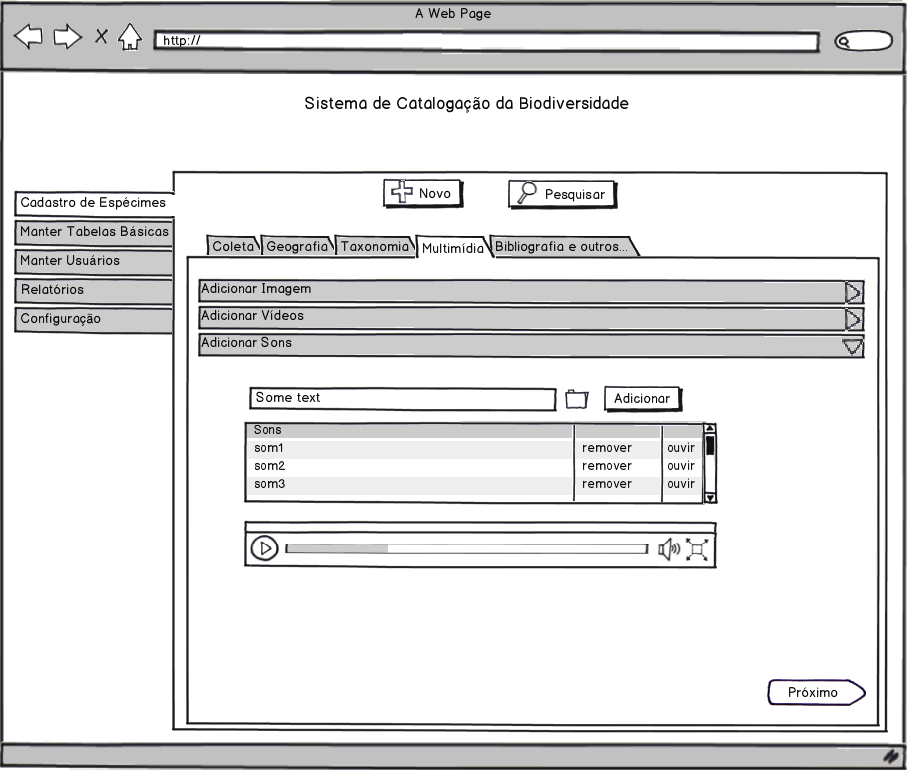 A Web Page
http://
Sistema de Catalogação da Biodiversidade
Novo
Pesquisar
Cadastro de Espécimes
Manter Tabelas Básicas
Manter Usuários
Relatórios
Configuração
Coleta Geografia Taxonomia Multimídia Bibliografia e outros...
Adicionar Imagem
Adicionar Vídeos
Adicionar Sons
Some text
Adicionar
Sons
som1 remover ouvir
som2 remover ouvir
som3 remover ouvir
Próximo